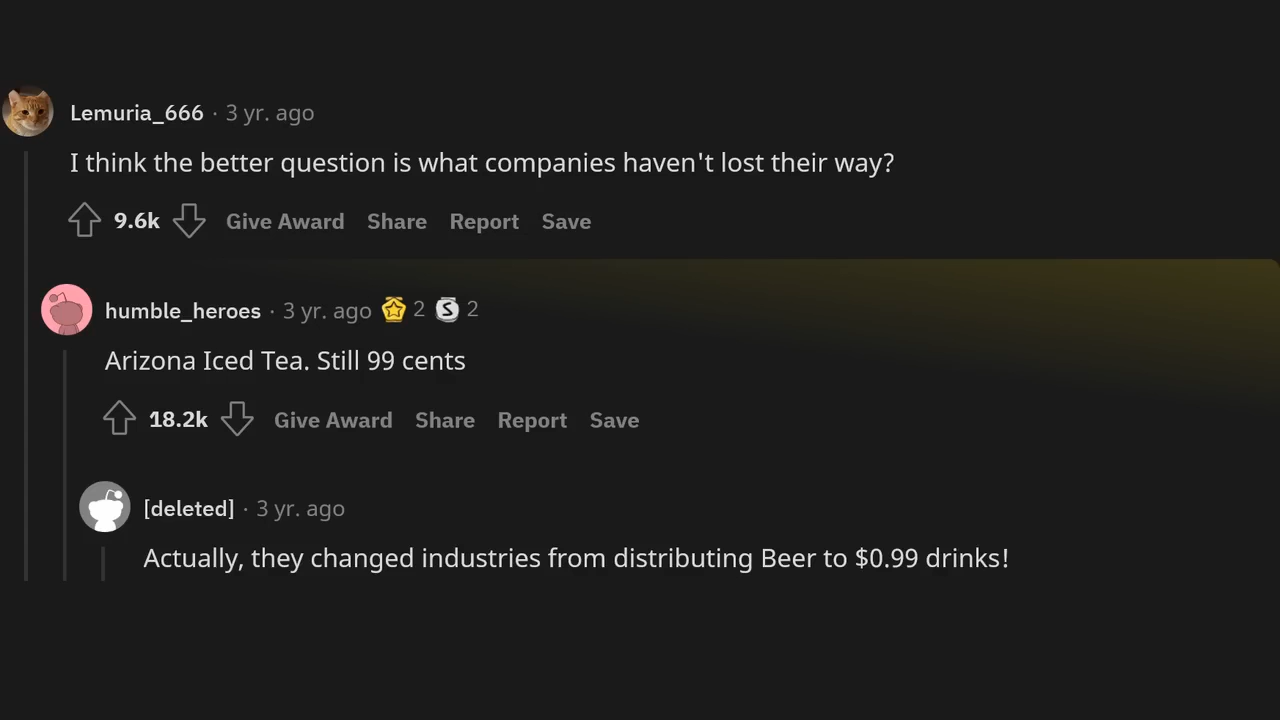 Lemuria_666 · 3 yr. ago
I think the better question is what companies haven't lost their way?
9.6k Give Award Share Report Save
humble_heroes · 3 yr. ago 2 S 2
Arizona Iced Tea. Still 99 cents
18.2k Give Award Share Report Save
[deleted] · 3 yr. ago
Actually, they changed industries from distributing Beer to $0.99 drinks!